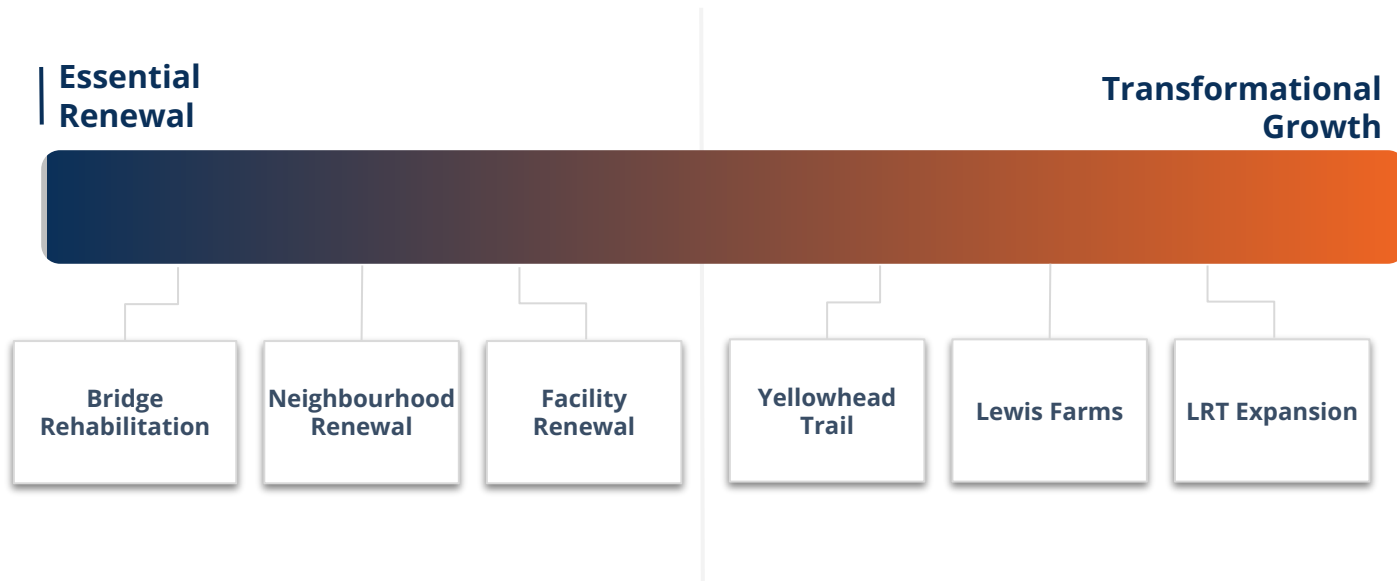 Essential
Renewal
Transformational
Growth
Bridge
Rehabilitation
Neighbourhood
Renewal
Facility
Renewal
Yellowhead
Trail
Lewis Farms
LRT Expansion